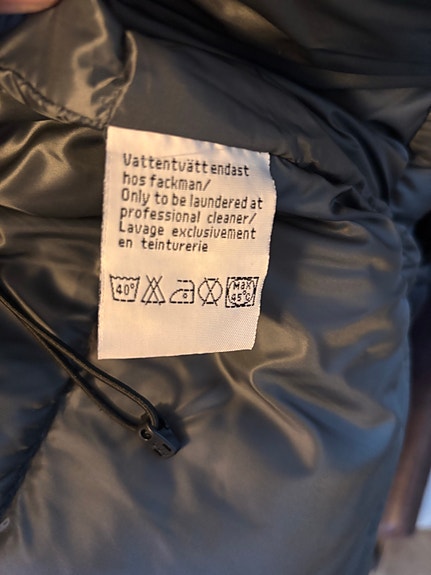 Vattentvätt endast
hos fackman/
Only to be laundered at
professional cleaner/
Lavage exclusivement
en teinturerie
40° Max 45°C